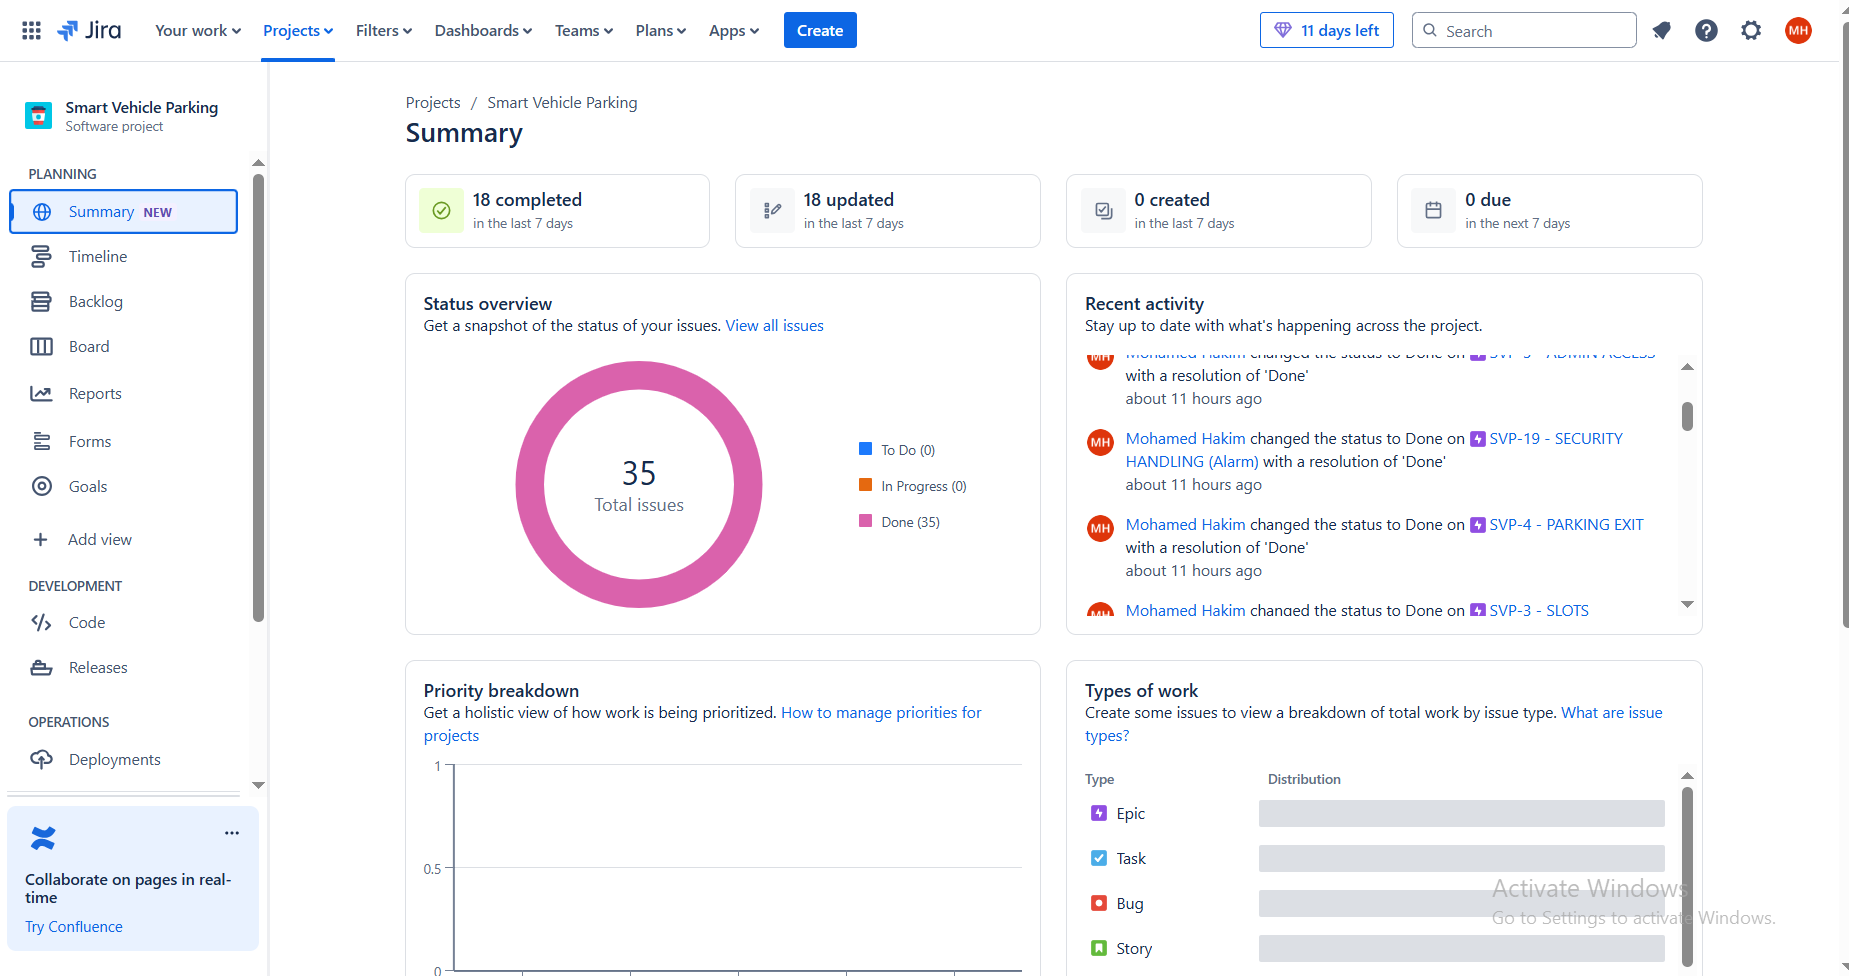 Jira
Your work
Projects
Filters
Dashboards
Teams
Plans
Apps
Create
11 days left
Search
MH
Smart Vehicle Parking
Software project
PLANNING
Summary NEW
Timeline
Backlog
Board
Reports
Forms
Goals
Add view
DEVELOPMENT
Code
Releases
OPERATIONS
Deployments
Collaborate on pages in real-
time
Try Confluence
Projects / Smart Vehicle Parking
Summary
18 completed
in the last 7 days
18 updated
in the last 7 days
0 created
in the last 7 days
0 due
in the next 7 days
Status overview
Get a snapshot of the status of your issues. View all issues
35
Total issues
To Do (0)
In Progress (0)
Done (35)
Recent activity
Stay up to date with what's happening across the project.
MH Mohamed Hakim changed the status to Done on ADMIN ACCESS
with a resolution of 'Done'
about 11 hours ago
MH Mohamed Hakim changed the status to Done on SVP-19 - SECURITY
HANDLING (Alarm) with a resolution of 'Done'
about 11 hours ago
MH Mohamed Hakim changed the status to Done on SVP-4 - PARKING EXIT
with a resolution of 'Done'
about 11 hours ago
MH Mohamed Hakim changed the status to Done on SVP-3 - SLOTS
Priority breakdown
Get a holistic view of how work is being prioritized. How to manage priorities for
projects
1
0.5
0
Types of work
Create some issues to view a breakdown of total work by issue type. What are issue
types?
Type Distribution
Epic
Task
Bug
Story
Activate Windows
Go to Settings to activate Windows.